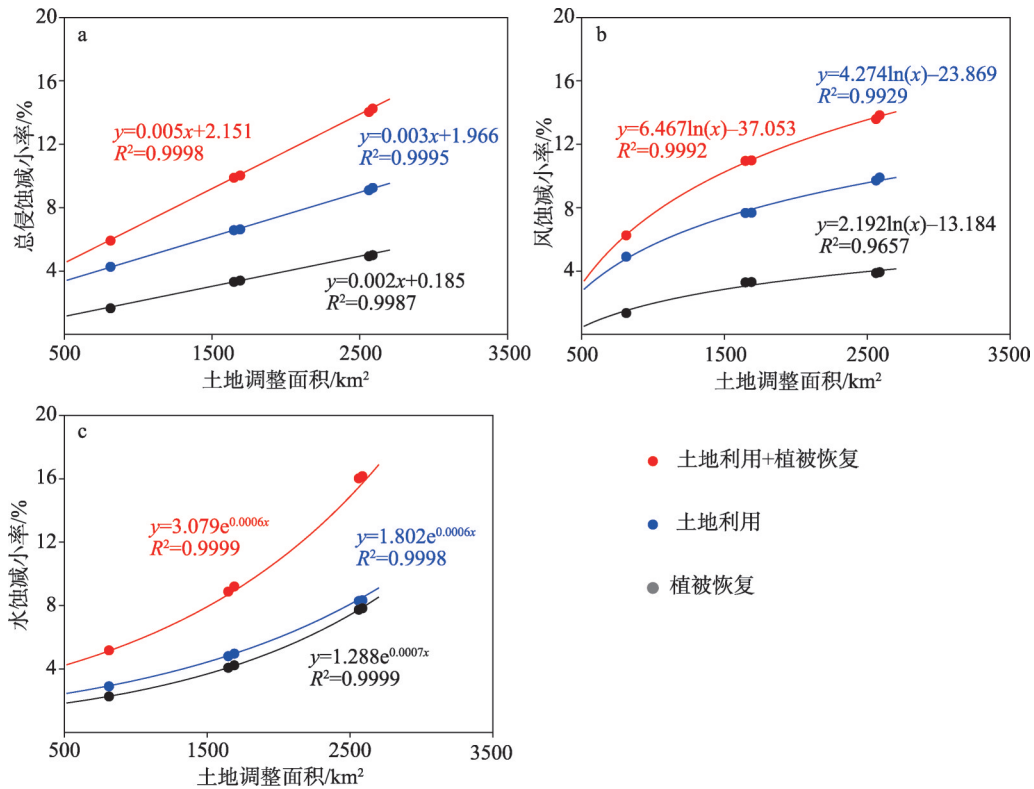 20
16
12
8
4
总侵蚀减小率/%
a
y=0.005x+2.151
R²=0.9998
y=0.003x+1.966
R²=0.9995
y=0.002x+0.185
R²=0.9987
500
1500
2500
3500
土地调整面积/km²
20
16
12
8
4
风蚀减小率/%
b
y=4.274ln(x)–23.869
R²=0.9929
y=6.467ln(x)–37.053
R²=0.9992
y=2.192ln(x)–13.184
R²=0.9657
500
1500
2500
3500
土地调整面积/km²
20
16
12
8
4
水蚀减小率/%
c
y=3.079e^0.0006x
R²=0.9999
y=1.802e^0.0006x
R²=0.9998
y=1.288e^0.0007x
R²=0.9999
500
1500
2500
3500
土地调整面积/km²
土地利用+植被恢复
土地利用
植被恢复